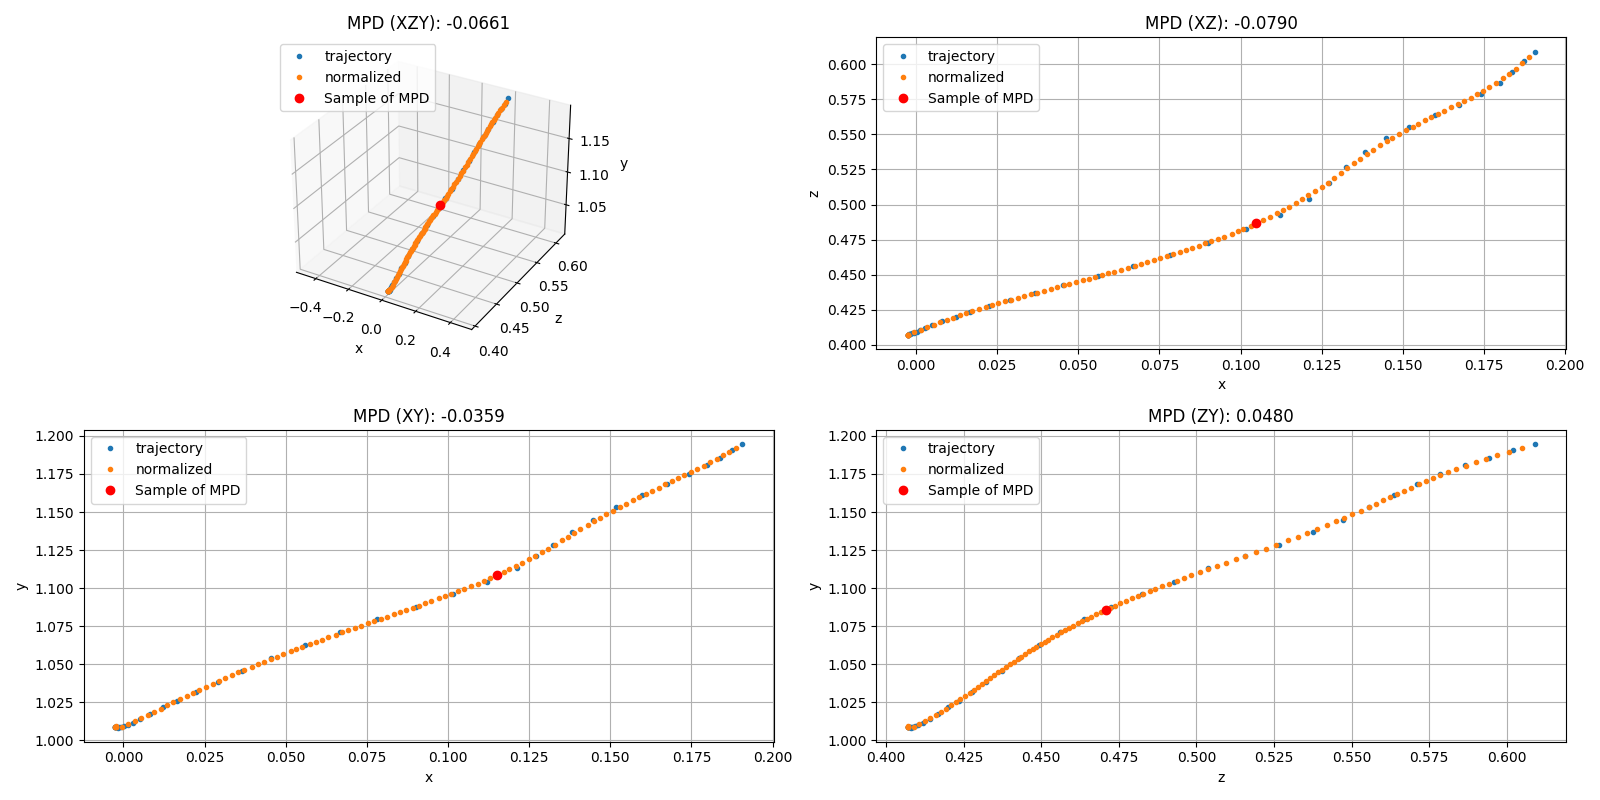 MPD (XZY): -0.0661
trajectory
normalized
Sample of MPD
1.15
1.10
1.05
y
0.60
0.55
0.50
0.45
0.40
z
−0.4
−0.2
0.0
0.2
0.4
x
MPD (XZ): -0.0790
trajectory
normalized
Sample of MPD
0.600
0.575
0.550
0.525
0.500
0.475
0.450
0.425
0.400
z
0.000 0.025 0.050 0.075 0.100 0.125 0.150 0.175 0.200
x
MPD (XY): -0.0359
trajectory
normalized
Sample of MPD
1.200
1.175
1.150
1.125
1.100
1.075
1.050
1.025
1.000
y
0.000 0.025 0.050 0.075 0.100 0.125 0.150 0.175 0.200
x
MPD (ZY): 0.0480
trajectory
normalized
Sample of MPD
1.200
1.175
1.150
1.125
1.100
1.075
1.050
1.025
1.000
y
0.400 0.425 0.450 0.475 0.500 0.525 0.550 0.575 0.600
z